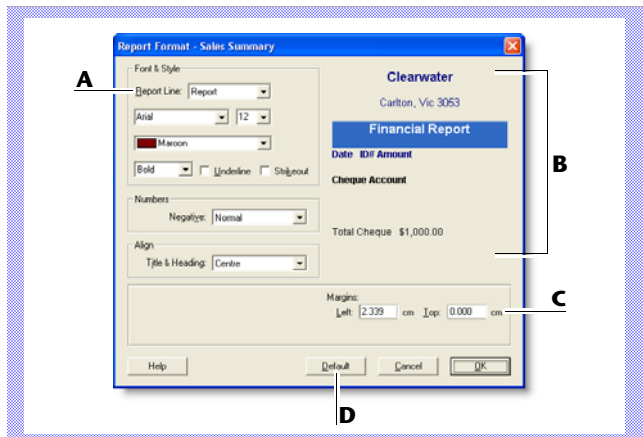 Report Format - Sales Summary
Font & Style
A
Report Line: Report
Arial 12
Maroon
Bold Underline Strikeout
Numbers
Negative: Normal
Align
Title & Heading: Centre
Clearwater
Carlton, Vic 3053
Financial Report
Date ID# Amount
B
Cheque Account
Total Cheque $1,000.00
Margins:
Left: 2.339 cm Top: 0.000 cm
C
Help Default Cancel OK
D